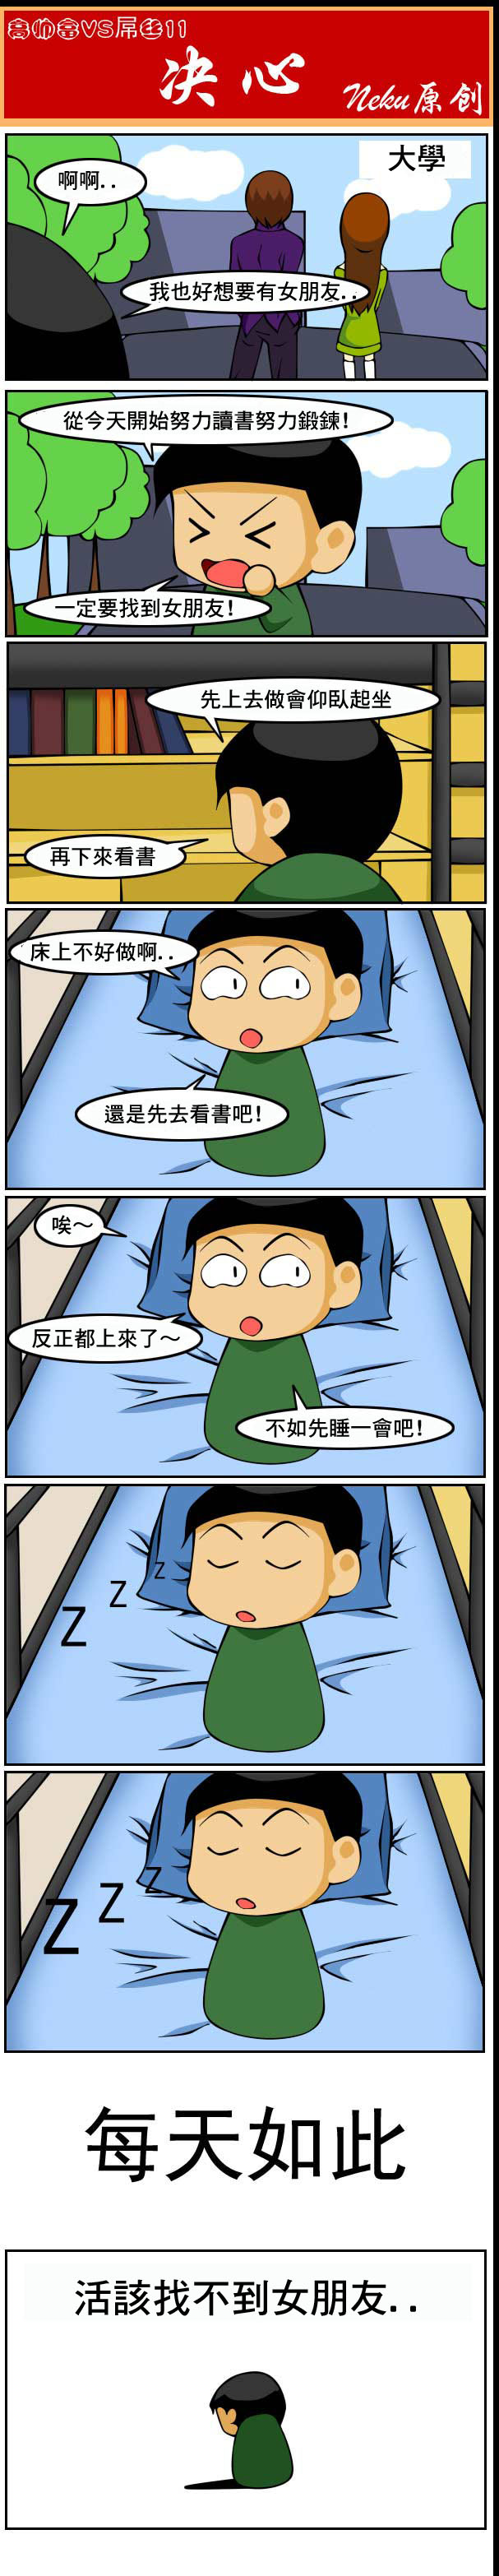 高帅富VS屌丝11
决心
Neku原创
大學
啊啊..
我也好想要有女朋友..
從今天開始努力讀書努力鍛鍊!
一定要找到女朋友!
先上去做會仰臥起坐
再下來看書
床上不好做啊..
還是先去看書吧!
唉~
反正都上來了~
不如先睡一會吧!
z
Z
Z
Z
Z
Z
每天如此
活該找不到女朋友..